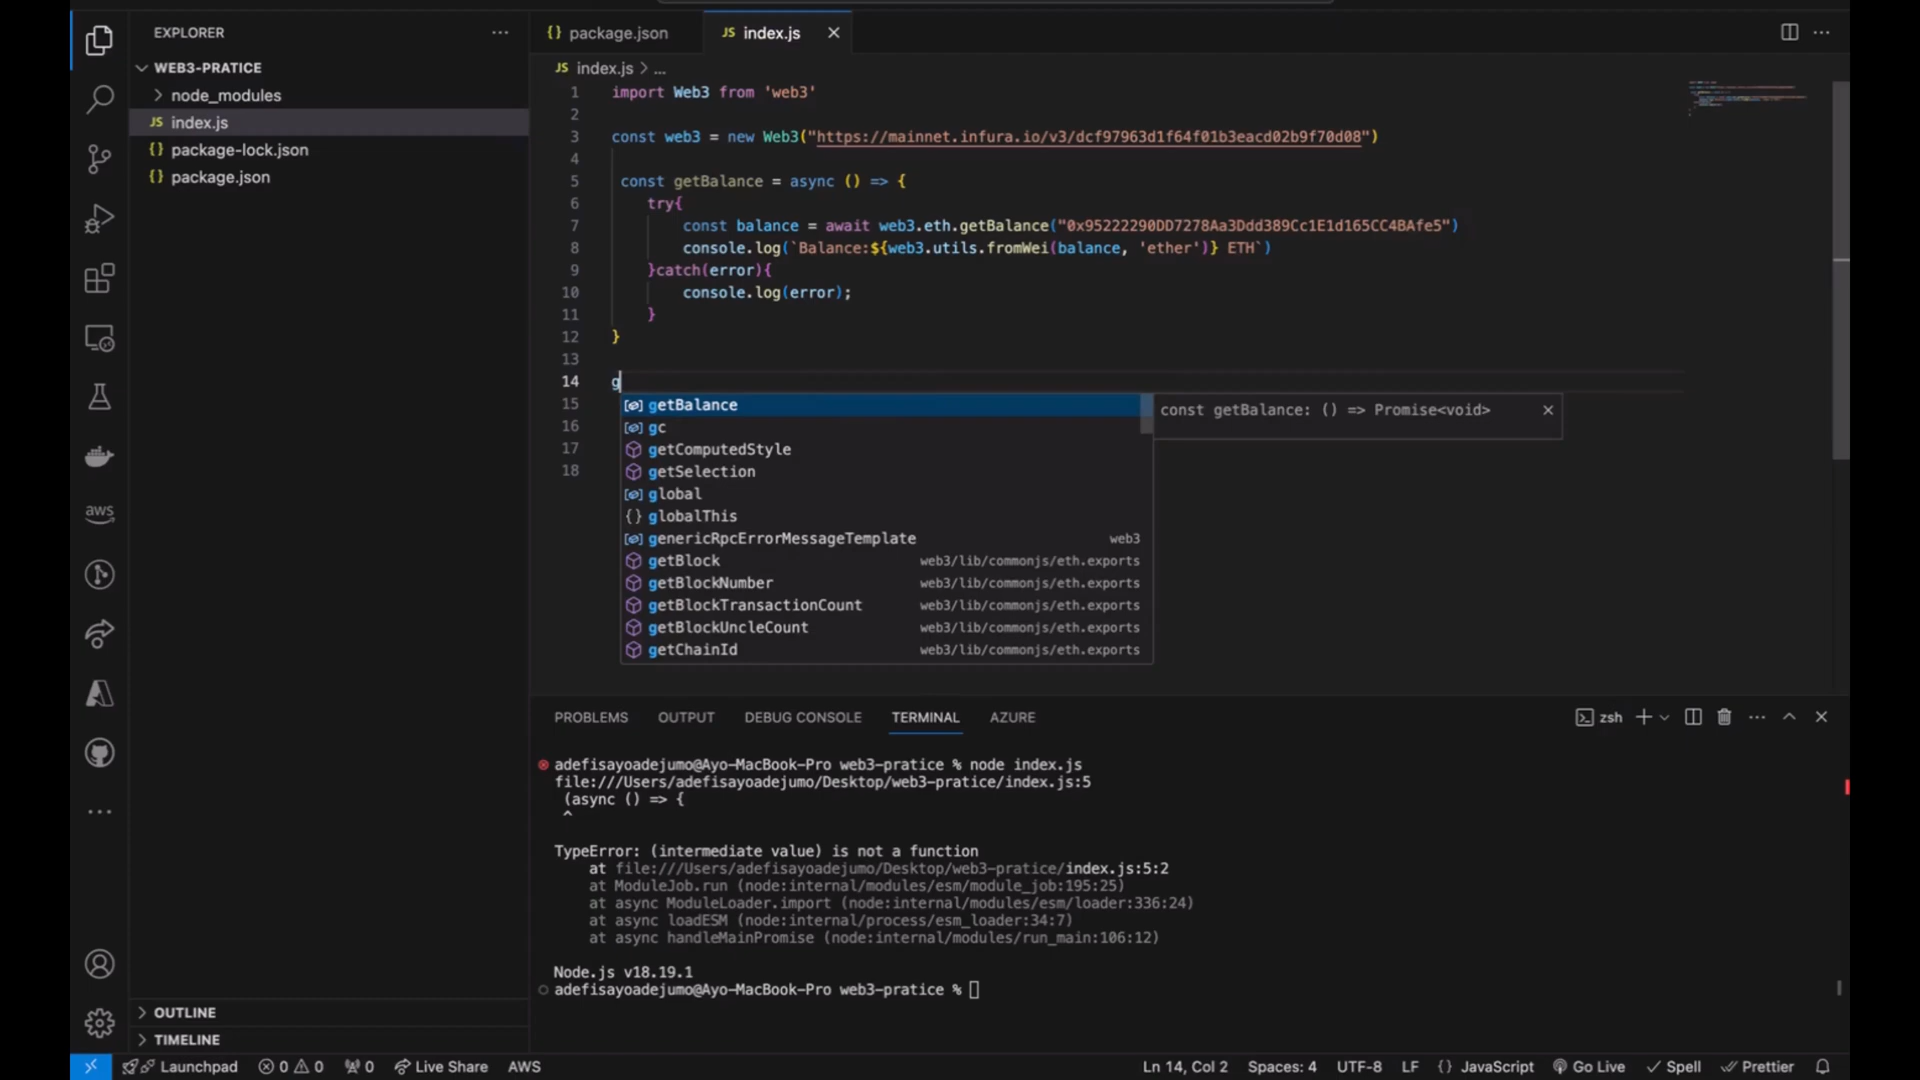 EXPLORER
WEB3-PRATICE
node_modules
JS index.js
{} package-lock.json
{} package.json
OUTLINE
TIMELINE
aws
{} package.json
JS index.js
JS index.js > ...
1 import Web3 from 'web3'
2
3 const web3 = new Web3("https://mainnet.infura.io/v3/dcf97963d1f64f01b3eacd02b9f70d08")
4
5 const getBalance = async () => {
6 try{
7 const balance = await web3.eth.getBalance("0x95222290DD7278Aa3Ddd389Cc1E1d165CC4BAfe5")
8 console.log(`Balance:${web3.utils.fromWei(balance, 'ether')} ETH`)
9 }catch(error){
10 console.log(error);
11 }
12 }
13
14 g
15
16
17
18
getBalance
const getBalance: () => Promise<void>
gc
getComputedStyle
getSelection
global
{} globalThis
genericRpcErrorMessageTemplate web3
getBlock web3/lib/commonjs/eth.exports
getBlockNumber web3/lib/commonjs/eth.exports
getBlockTransactionCount web3/lib/commonjs/eth.exports
getBlockUncleCount web3/lib/commonjs/eth.exports
getChainId web3/lib/commonjs/eth.exports
PROBLEMS OUTPUT DEBUG CONSOLE TERMINAL AZURE
zsh
adefisayoadejumo@Ayo-MacBook-Pro web3-pratice % node index.js
file:///Users/adefisayoadejumo/Desktop/web3-pratice/index.js:5
(async () => {
^
TypeError: (intermediate value) is not a function
at file:///Users/adefisayoadejumo/Desktop/web3-pratice/index.js:5:2
at ModuleJob.run (node:internal/modules/esm/module_job:195:25)
at async ModuleLoader.import (node:internal/modules/esm/loader:336:24)
at async loadESM (node:internal/process/esm_loader:34:7)
at async handleMainPromise (node:internal/modules/run_main:106:12)
Node.js v18.19.1
adefisayoadejumo@Ayo-MacBook-Pro web3-pratice %
Launchpad 0 0 0 Live Share AWS
Ln 14, Col 2 Spaces: 4 UTF-8 LF {} JavaScript Go Live Spell Prettier